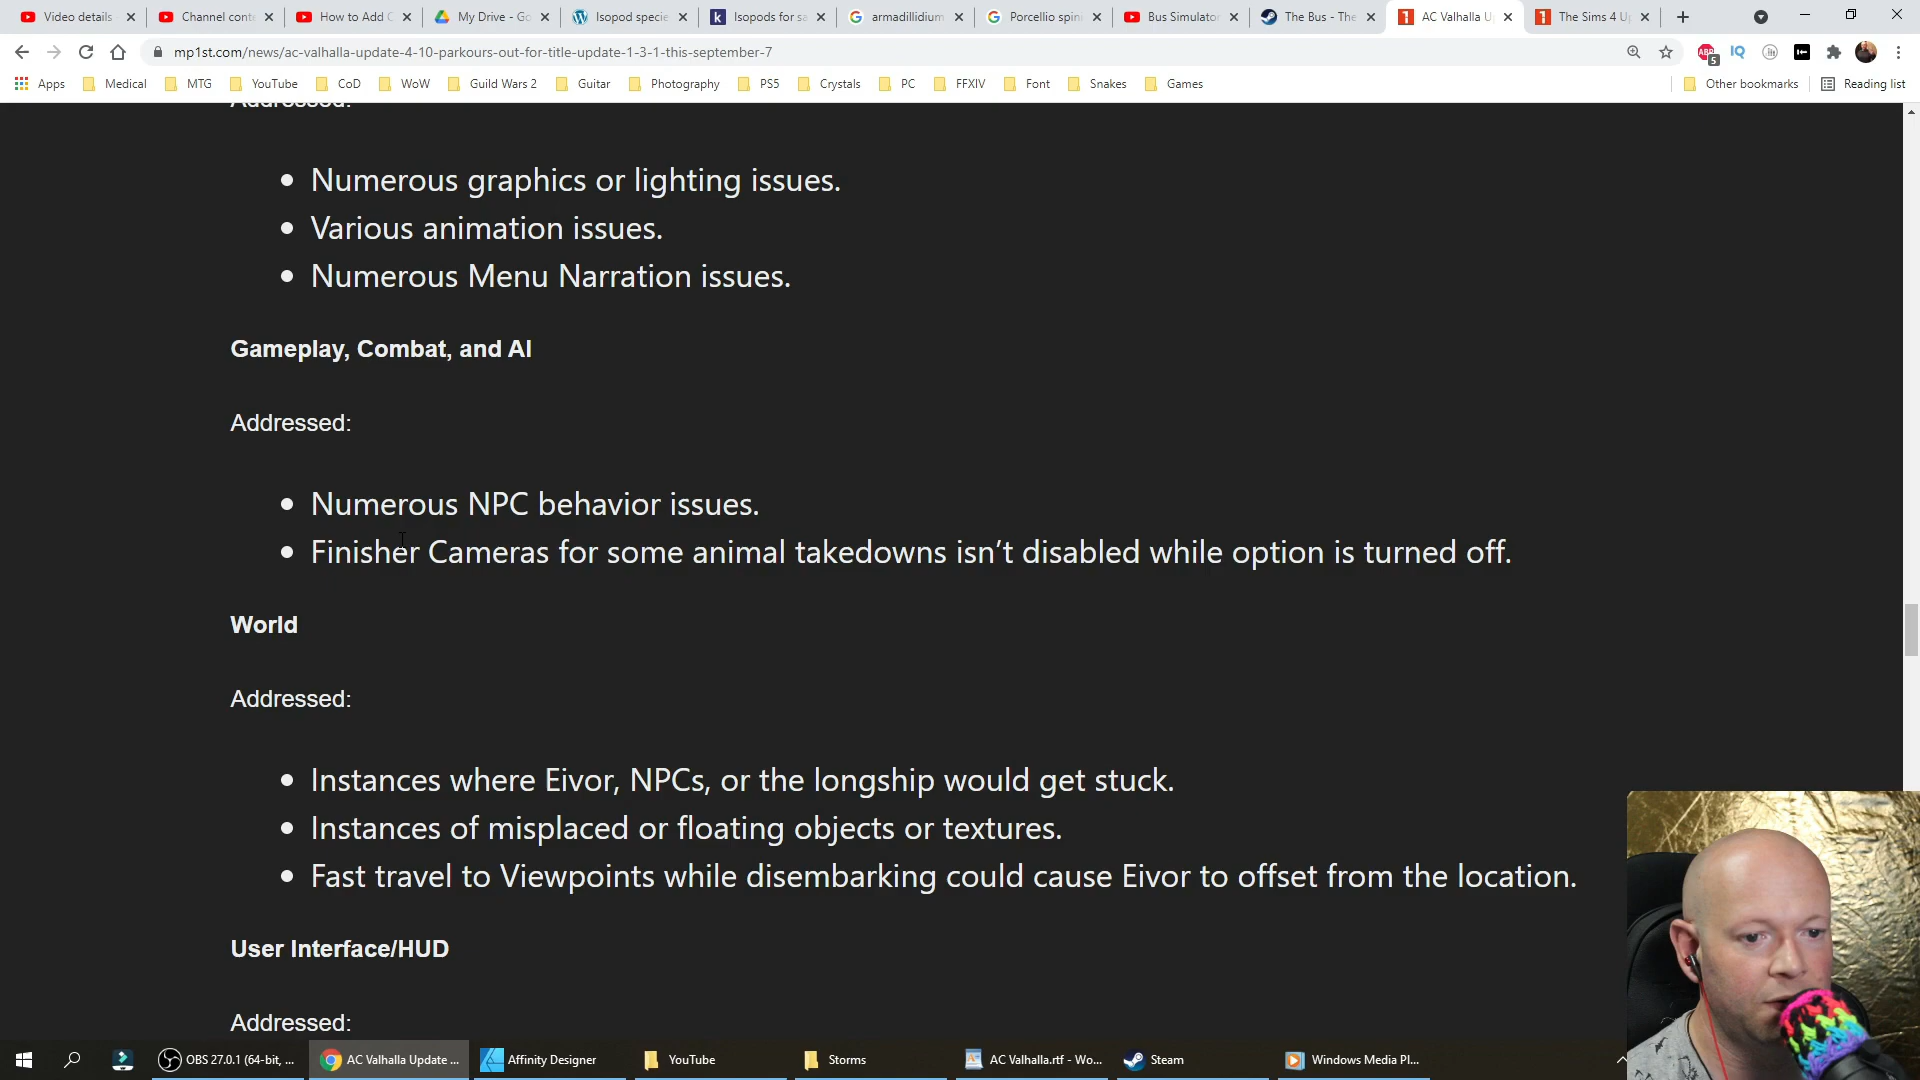 Video details
Channel cont
How to Add C
My Drive - Go
Isopod specie
Isopods for sa
armadillidium
Porcellio spin
Bus Simulator
The Bus - The
AC Valhalla U
The Sims 4 U
mp1st.com/news/ac-valhalla-update-4-10-parkours-out-for-title-update-1-3-1-this-september-7
ABP
5
IQ
Apps
Medical
MTG
YouTube
CoD
WoW
Guild Wars 2
Guitar
Photography
PS5
Crystals
PC
FFXIV
Font
Snakes
Games
Other bookmarks
Reading list
Addressed:
• Numerous graphics or lighting issues.
• Various animation issues.
• Numerous Menu Narration issues.
Gameplay, Combat, and AI
Addressed:
• Numerous NPC behavior issues.
• Finisher Cameras for some animal takedowns isn’t disabled while option is turned off.
World
Addressed:
• Instances where Eivor, NPCs, or the longship would get stuck.
• Instances of misplaced or floating objects or textures.
• Fast travel to Viewpoints while disembarking could cause Eivor to offset from the location.
User Interface/HUD
Addressed:
OBS 27.0.1 (64-bit, ...
AC Valhalla Update ...
Affinity Designer
YouTube
Storms
AC Valhalla.rtf - Wo...
Steam
Windows Media Pl...